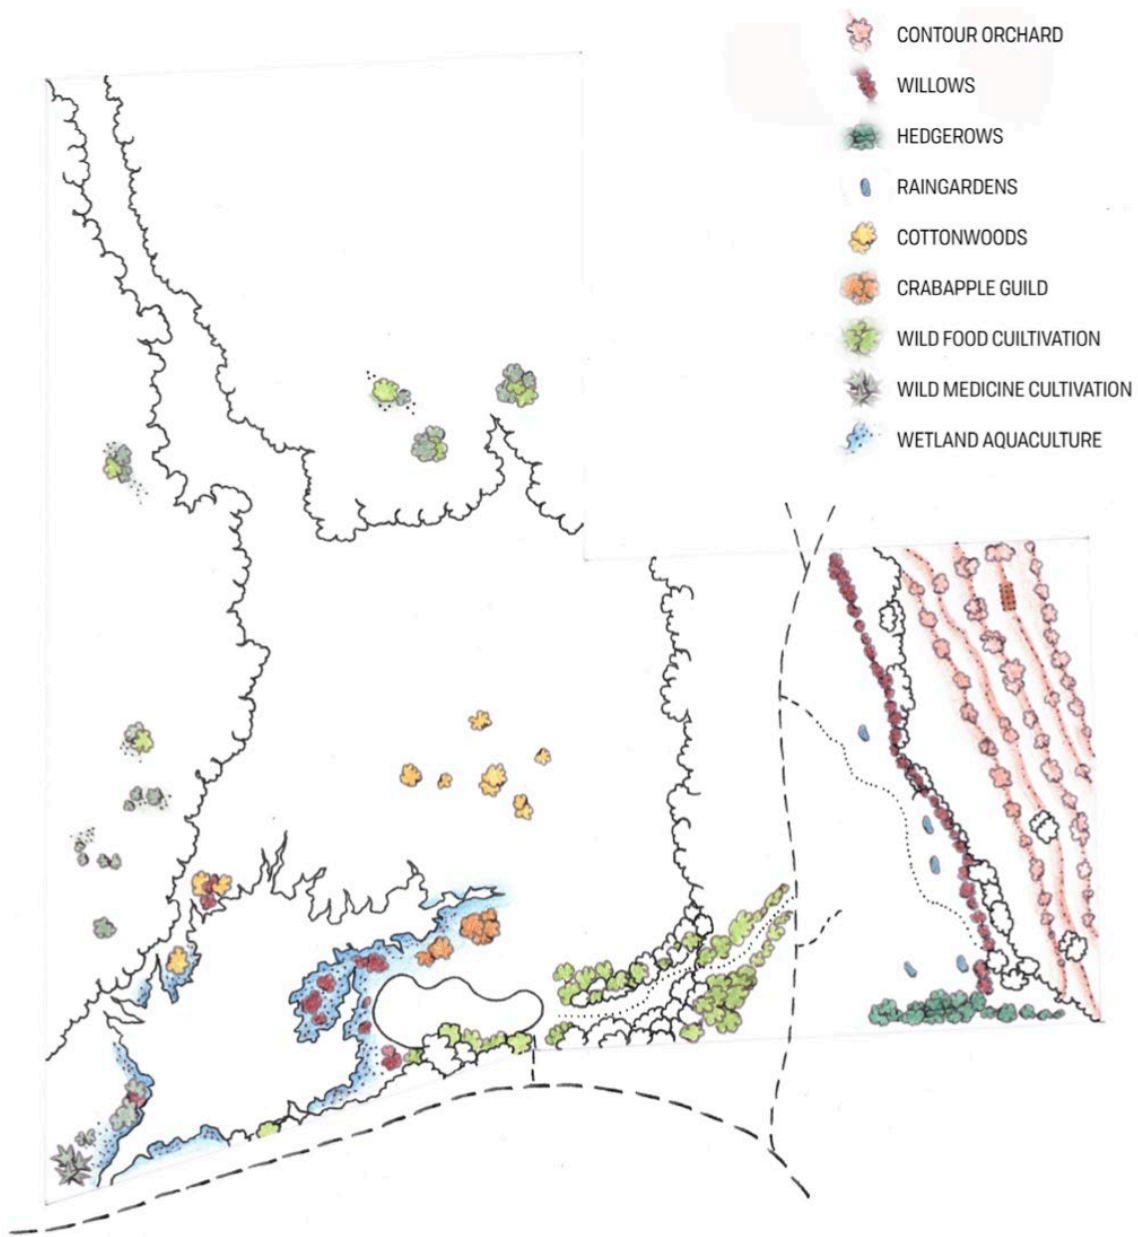 CONTOUR ORCHARD
WILLOWS
HEDGEROWS
RAINGARDENS
COTTONWOODS
CRABAPPLE GUILD
WILD FOOD CUILTIVATION
WILD MEDICINE CULTIVATION
WETLAND AQUACULTURE